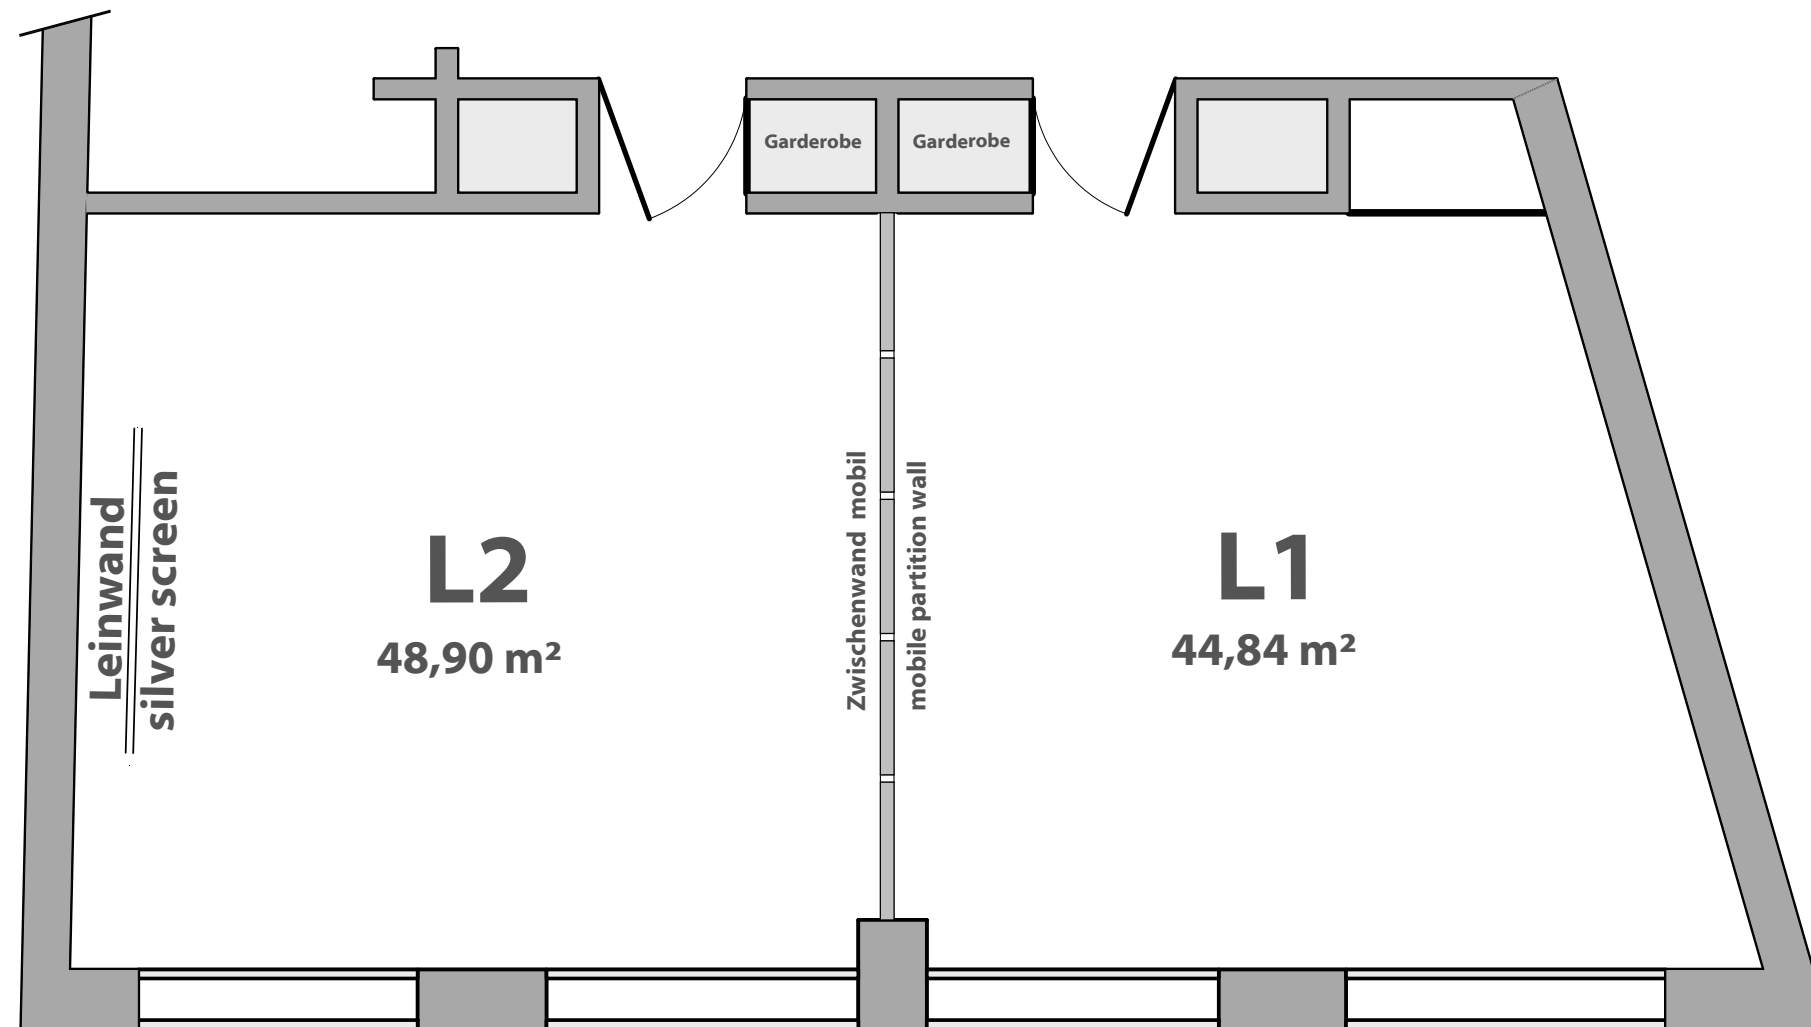 Garderobe
Garderobe
Leinwand
silver screen
L2
48,90 m²
Zwischenwand mobil
mobile partition wall
L1
44,84 m²